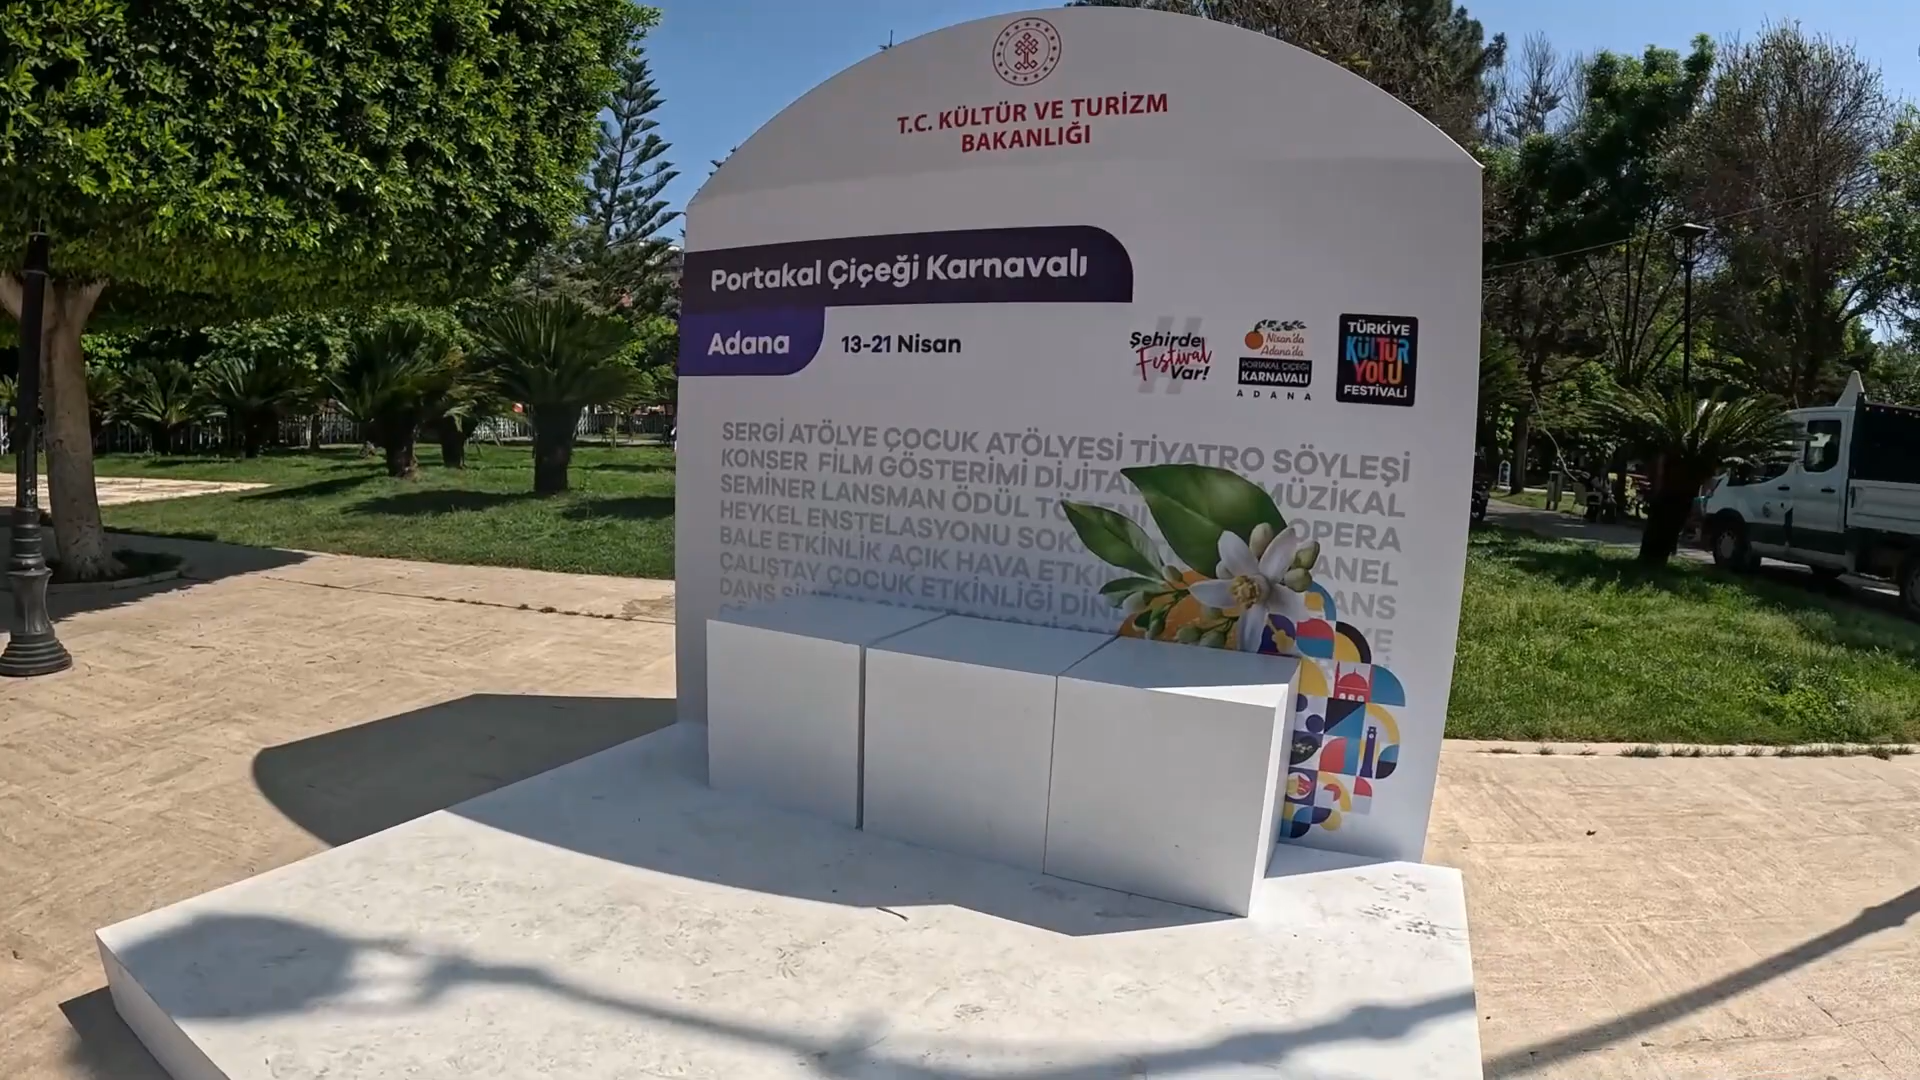 T.C. KÜLTÜR VE TURİZM
BAKANLIĞI
Portakal Çiçeği Karnavalı
Adana
13-21 Nisan
#
Şehirde
Festival
Var!
Nisan'da
Adana'da
PORTAKAL ÇİÇEĞİ
KARNAVALI
ADANA
TÜRKİYE
KÜLTÜR
YOLU
FESTİVALİ
SERGİ ATÖLYE ÇOCUK ATÖLYESİ TİYATRO SÖYLEŞİ
KONSER FİLM GÖSTERİMİ DİJİTAL MÜZİKAL
SEMİNER LANSMAN ÖDÜL OPERA
HEYKEL ENSTELASYONU
BALE ETKİNLİK AÇIK HAVA
ÇALIŞTAY ÇOCUK ETKİNLİĞİ
DANS